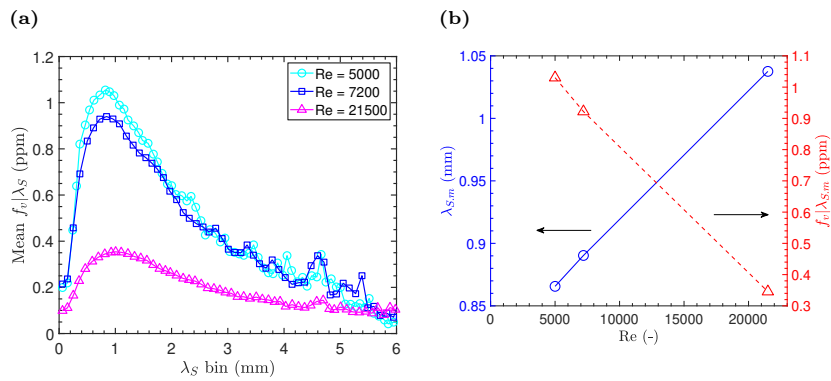 (a)
(b)
1.2
1
0.8
0.6
0.4
0.2
0
Mean f_v|λ_S (ppm)
Re = 5000
Re = 7200
Re = 21500
0 1 2 3 4 5 6
λ_S bin (mm)
1.05
1
0.95
0.9
0.85
λ_{S,m} (mm)
1.1
1
0.9
0.8
0.7
0.6
0.5
0.4
0.3
f_v|λ_{S,m} (ppm)
0 5000 10000 15000 20000
Re (-)